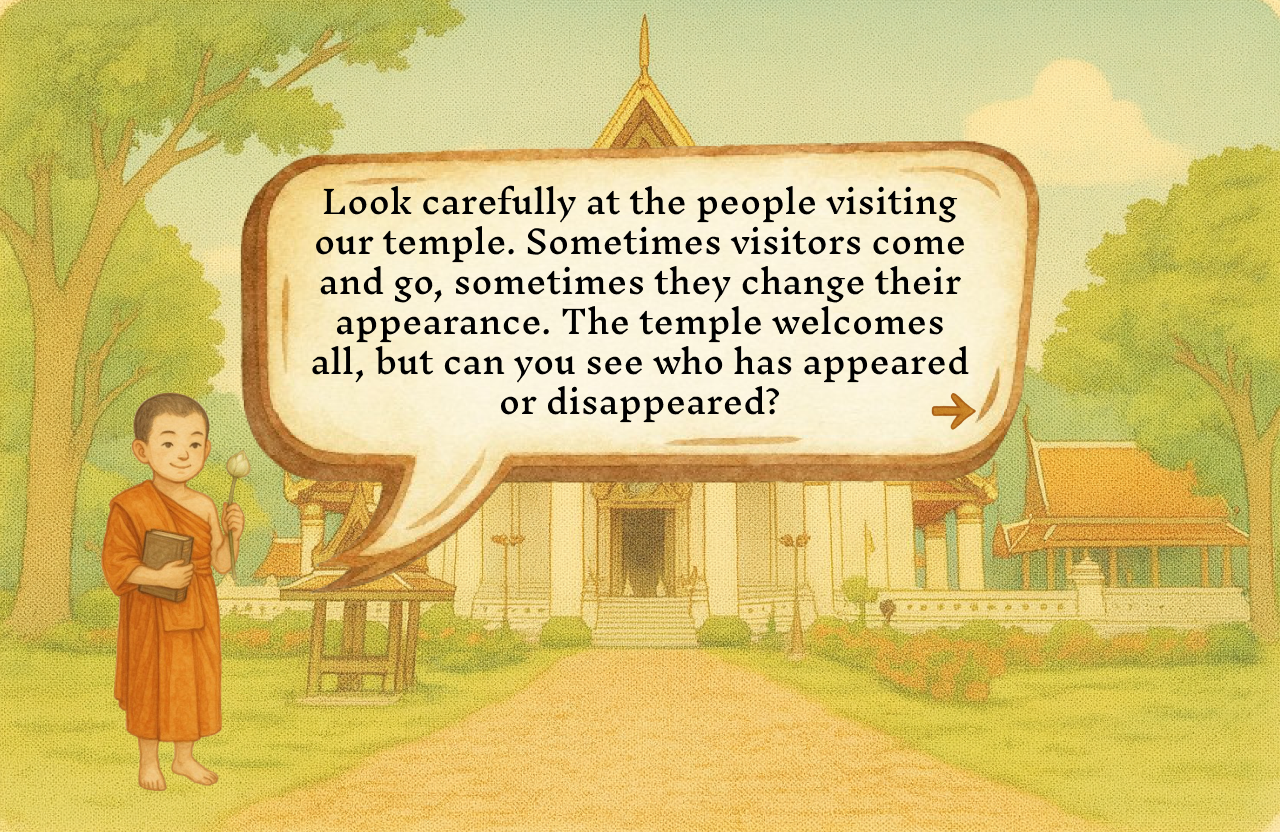 Look carefully at the people visiting
our temple. Sometimes visitors come
and go, sometimes they change their
appearance. The temple welcomes
all, but can you see who has appeared
or disappeared?